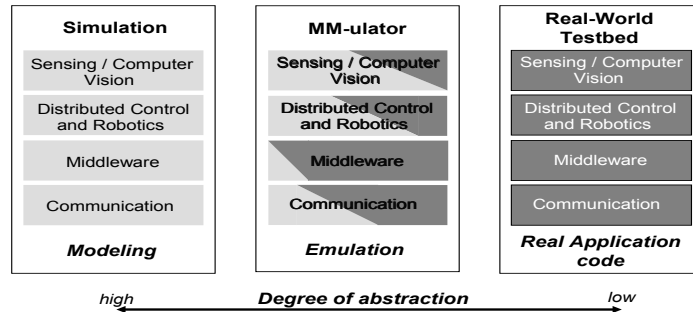 Simulation
Sensing / Computer
Vision
Distributed Control
and Robotics
Middleware
Communication
Modeling
MM-ulator
Sensing / Computer
Vision
Distributed Control
and Robotics
Middleware
Communication
Emulation
Real-World
Testbed
Sensing / Computer
Vision
Distributed Control
and Robotics
Middleware
Communication
Real Application
code
high
Degree of abstraction
low